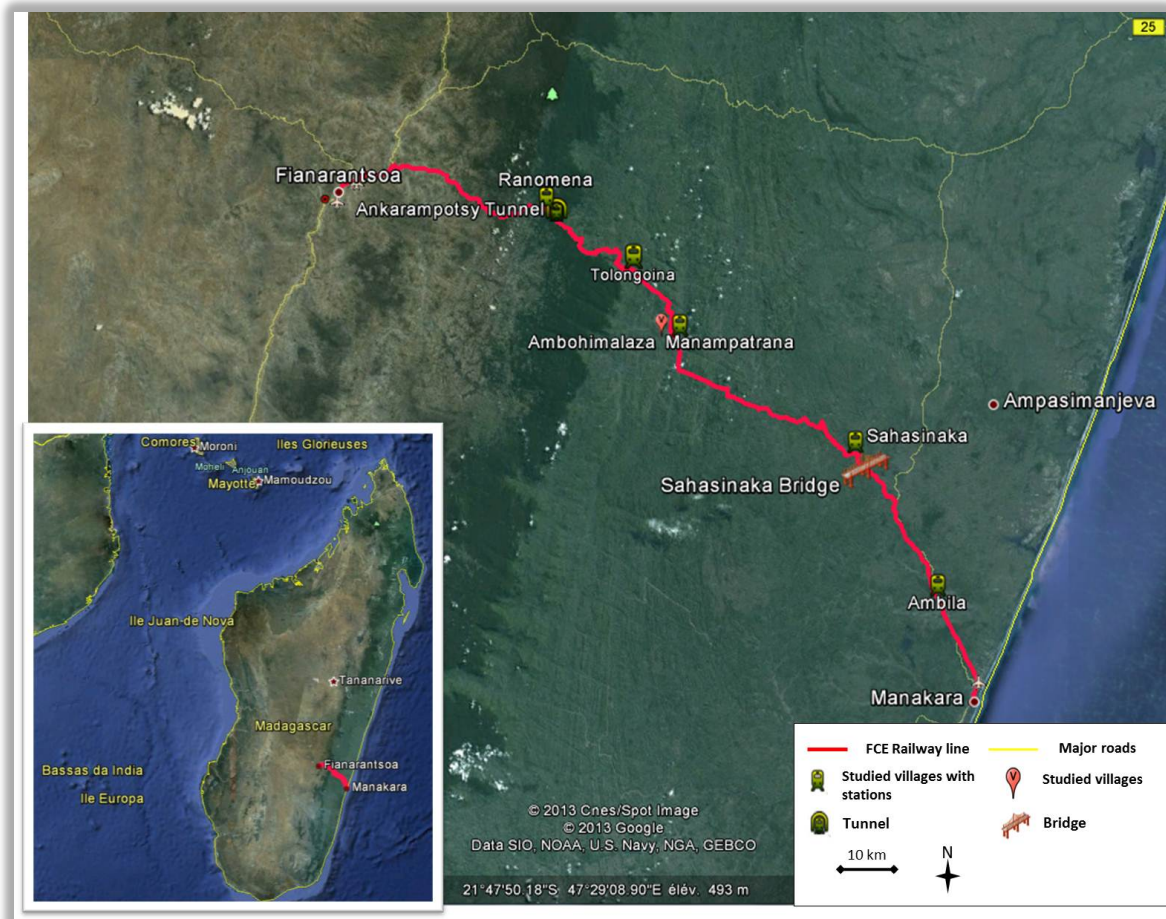 25
Fianarantsoa
Ranomena
Ankarampotsy Tunnel
Tolongoina
Ambohimalaza Manampatrana
Ampasimanjeva
Sahasinaka
Sahasinaka Bridge
Ambila
Manakara
Comores
Moroni
Iles Glorieuses
Moheli
Anjouan
Mayotte
Mamoudzou
Ile Juan-de Nova
Tananarive
Madagascar
Fianarantsoa
Bassas da India
Manakara
Ile Europa
© 2013 Cnes/Spot Image
© 2013 Google
Data SIO, NOAA, U.S. Navy, NGA, GEBCO
21°47'50.18"S 47°29'08.90"E élév. 493 m
FCE Railway line
Major roads
Studied villages with
stations
V
Studied villages
Tunnel
Bridge
10 km
N